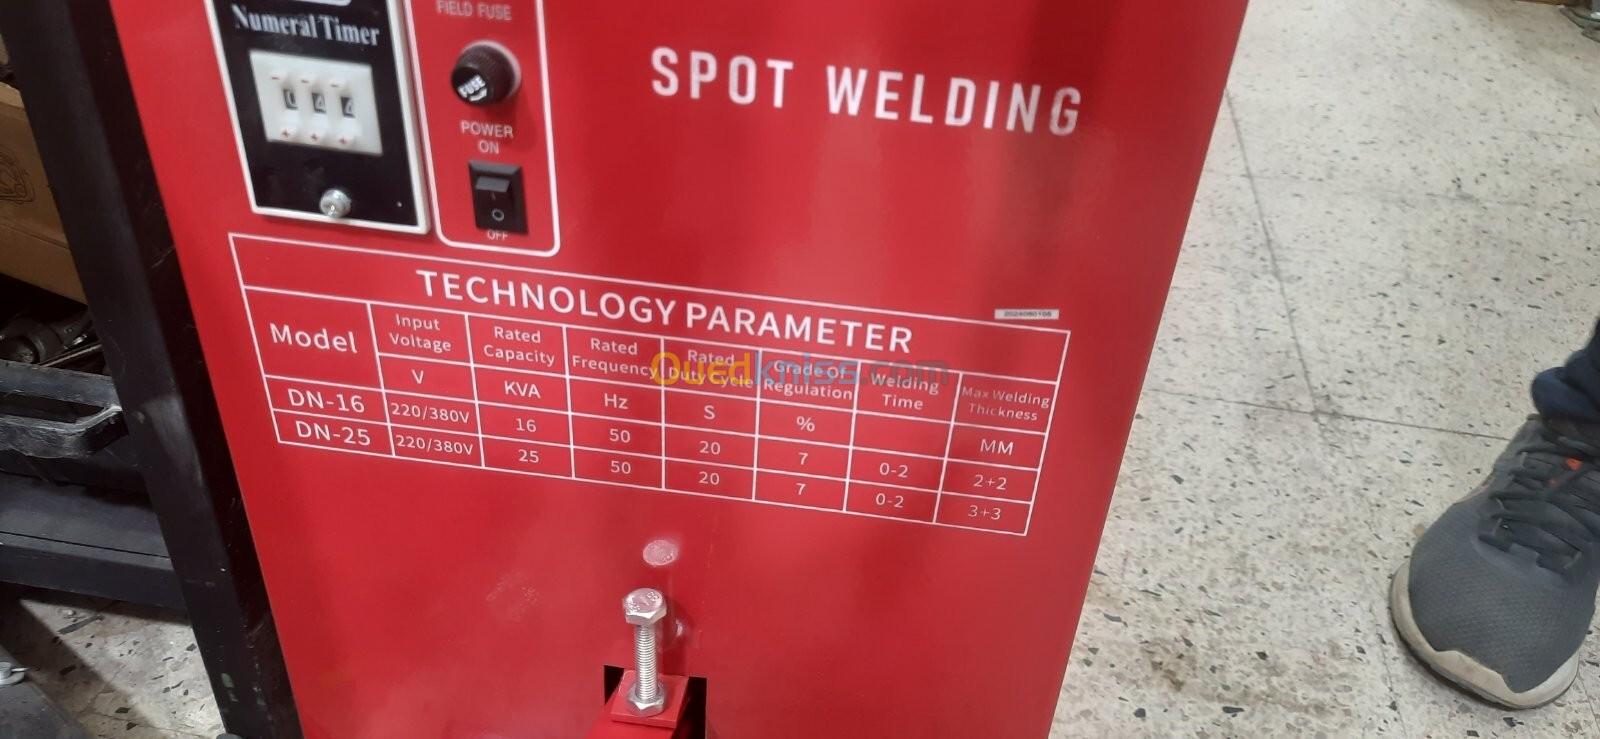 Numeral Timer
FIELD FUSE
FUSE
POWER
ON
OFF
SPOT WELDING
TECHNOLOGY PARAMETER
Model Input Voltage Rated Capacity Rated Frequency Rated Duty Cycle Grade Of Regulation Welding Time Max Welding Thickness
V KVA Hz S % MM
DN-16 220/380V 16 50 20 7 0-2 2+2
DN-25 220/380V 25 50 20 7 0-2 3+3
Ouedkniss.com